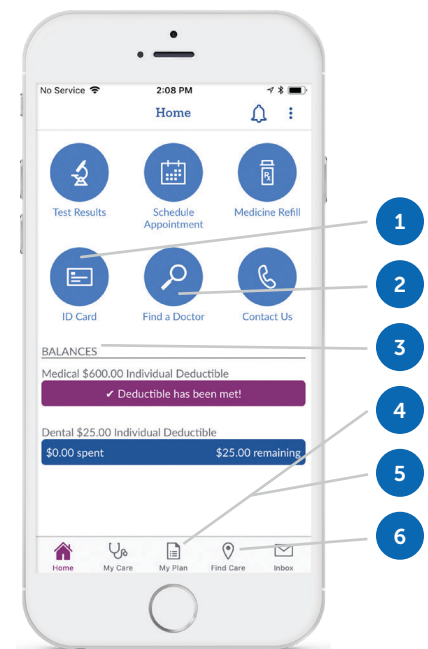 No Service 2:08 PM
Home
Test Results
Schedule
Appointment
Medicine Refill
1
ID Card
Find a Doctor
Contact Us
2
BALANCES
3
Medical $600.00 Individual Deductible
✔ Deductible has been met!
4
Dental $25.00 Individual Deductible
$0.00 spent $25.00 remaining
5
6
Home My Care My Plan Find Care Inbox